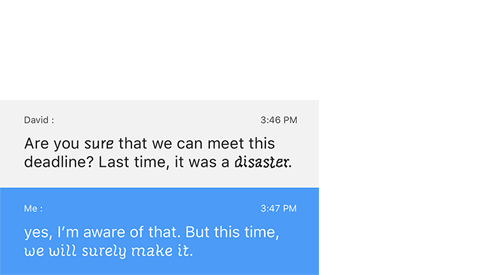 David :
3:46 PM
Are you sure that we can meet this
deadline? Last time, it was a disaster.
Me :
3:47 PM
yes, I’m aware of that. But this time,
we will surely make it.